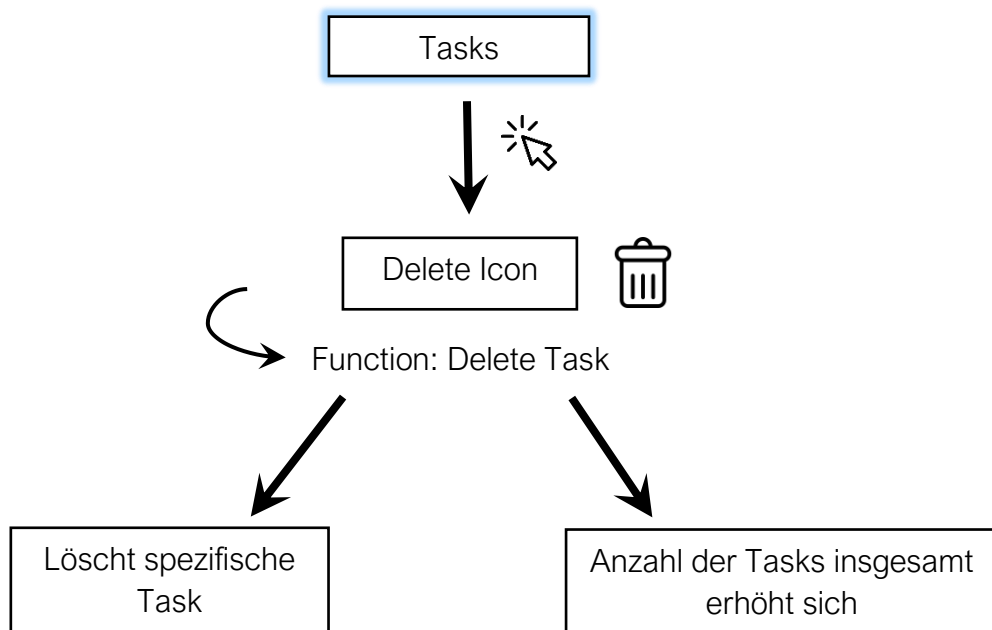 Tasks
Delete Icon
Function: Delete Task
Löscht spezifische
Task
Anzahl der Tasks insgesamt
erhöht sich